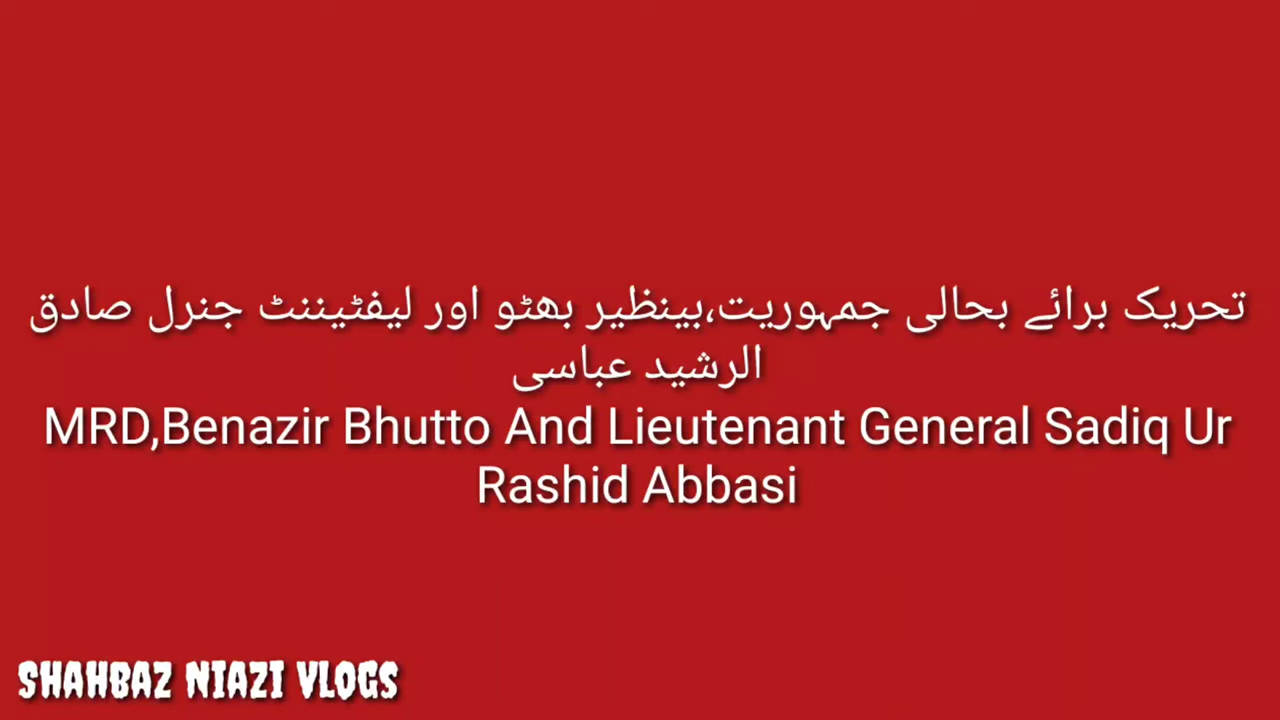 تحریک برائے بحالی جمہوریت،بینظیر بھٹو اور لیفٹیننٹ جنرل صادق
الرشید عباسی
MRD,Benazir Bhutto And Lieutenant General Sadiq Ur
Rashid Abbasi
SHAHBAZ NIAZI VLOGS